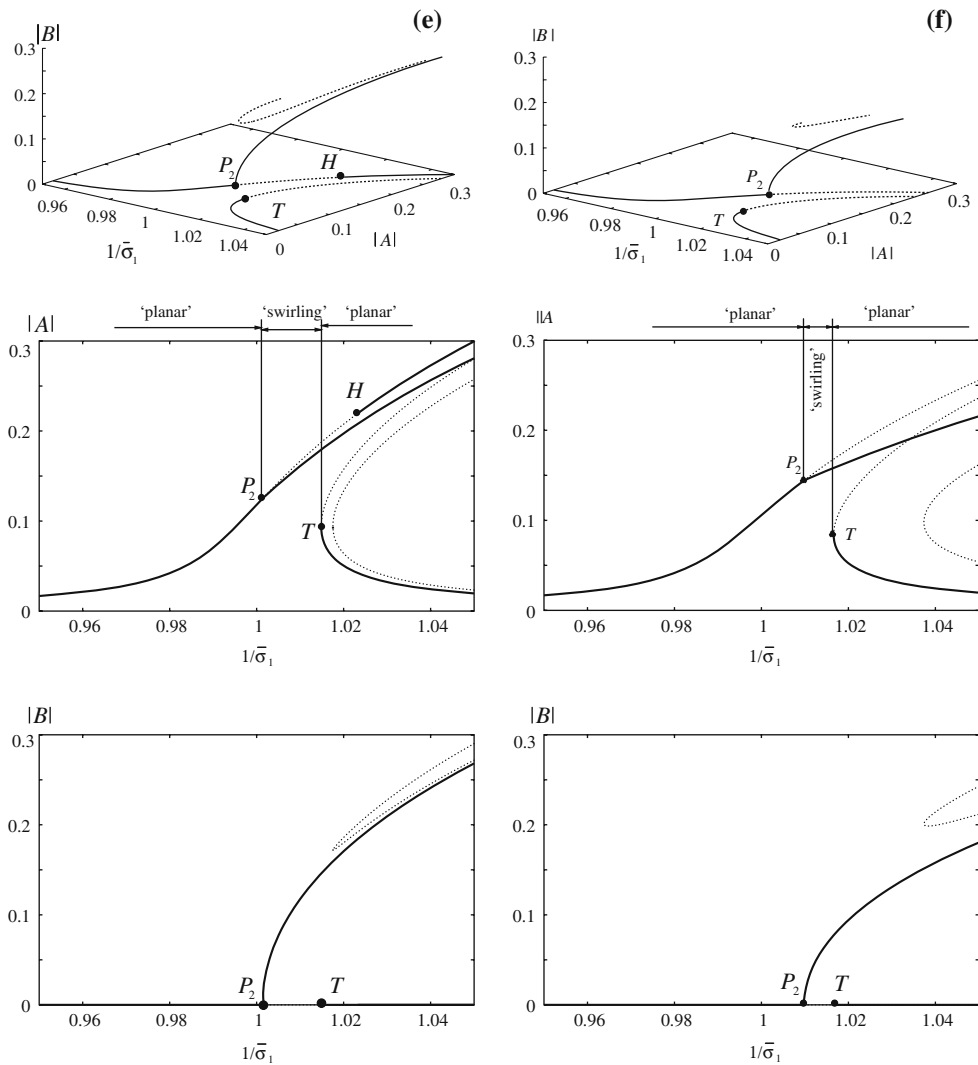 (e)
|B|
0.3
0.2
0.1
0
P2
H
T
0.96
0.98
1
1.02
1.04
0
0.1
0.2
0.3
1/σ̄1
|A|
(f)
|B|
0.3
0.2
0.1
0
P2
T
0.96
0.98
1
1.02
1.04
0
0.1
0.2
0.3
1/σ̄1
|A|
'planar' 'swirling' 'planar'
|A|
0.3
0.2
0.1
0
H
P2
T
0.96 0.98 1 1.02 1.04
1/σ̄1
'planar' 'swirling' 'planar'
||A
0.3
0.2
0.1
0
P2
T
0.96 0.98 1 1.02 1.04
1/σ̄1
|B|
0.3
0.2
0.1
0
P2 T
0.96 0.98 1 1.02 1.04
1/σ̄1
|B|
0.3
0.2
0.1
0
P2 T
0.96 0.98 1 1.02 1.04
1/σ̄1